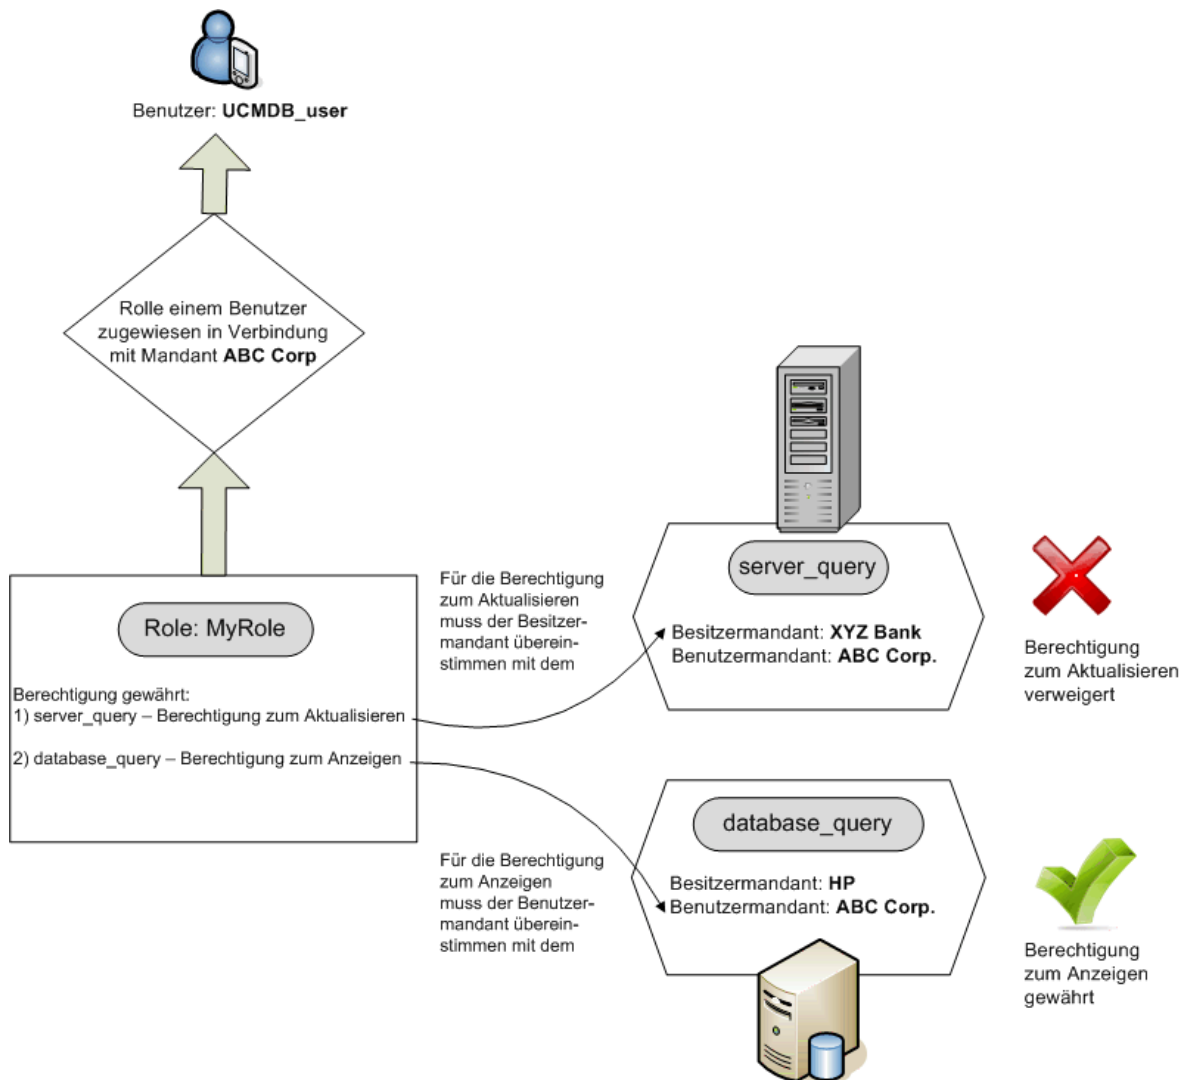 Benutzer: UCMDB_user
Rolle einem Benutzer
zugewiesen in Verbindung
mit Mandant ABC Corp
Role: MyRole
Berechtigung gewährt:
1) server_query – Berechtigung zum Aktualisieren
2) database_query – Berechtigung zum Anzeigen
Für die Berechtigung
zum Aktualisieren
muss der Besitzer-
mandant überein-
stimmen mit dem
server_query
Besitzermandant: XYZ Bank
Benutzermandant: ABC Corp.
Berechtigung
zum Aktualisieren
verweigert
Für die Berechtigung
zum Anzeigen
muss der Benutzer-
mandant überein-
stimmen mit dem
database_query
Besitzermandant: HP
Benutzermandant: ABC Corp.
Berechtigung
zum Anzeigen
gewährt